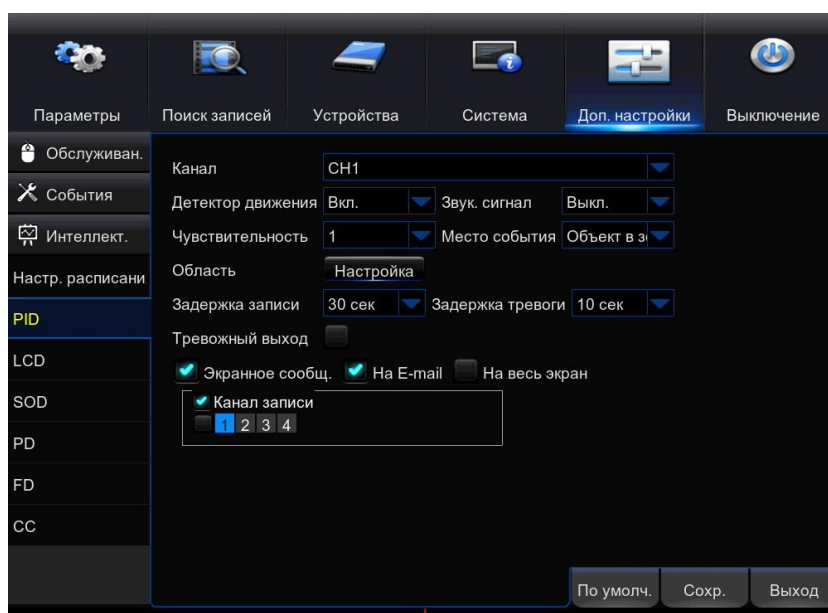 Параметры
Поиск записей
Устройства
Система
Доп. настройки
Выключение
Обслуживан.
События
Интеллект.
Настр. расписани
PID
LCD
SOD
PD
FD
CC
Канал CH1
Детектор движения Вкл. Звук. сигнал Выкл.
Чувствительность 1 Место события Объект в з
Область Настройка
Задержка записи 30 сек Задержка тревоги 10 сек
Тревожный выход
Экранное сообщ. На E-mail На весь экран
Канал записи
1 2 3 4
По умолч. Сохр. Выход